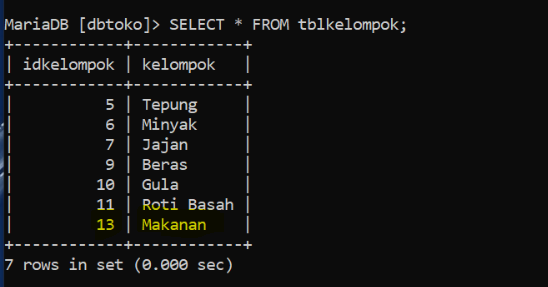 MariaDB [dbtoko]> SELECT * FROM tblkelompok;
+------------+------------+
| idkelompok | kelompok   |
+------------+------------+
|          5 | Tepung     |
|          6 | Minyak     |
|          7 | Jajan      |
|          9 | Beras      |
|         10 | Gula       |
|         11 | Roti Basah |
|         13 | Makanan    |
+------------+------------+
7 rows in set (0.000 sec)